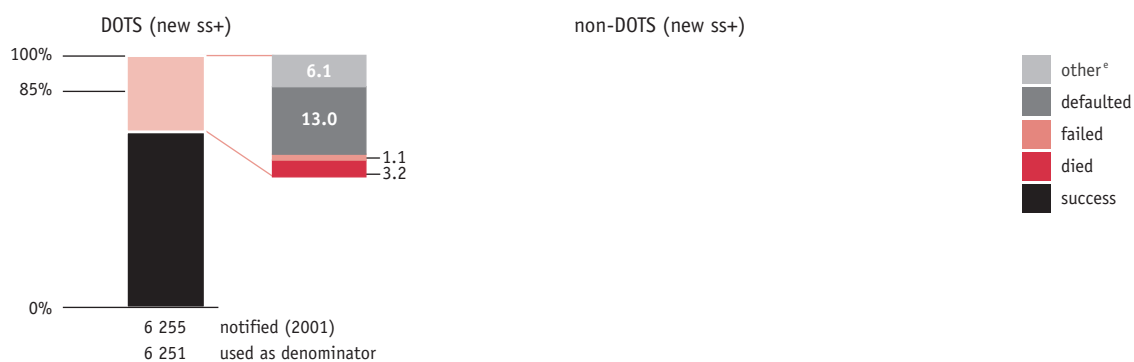 DOTS (new ss+)
non-DOTS (new ss+)
100%
85%
0%
6.1
13.0
1.1
3.2
otherᵉ
defaulted
failed
died
success
6 255 notified (2001)
6 251 used as denominator